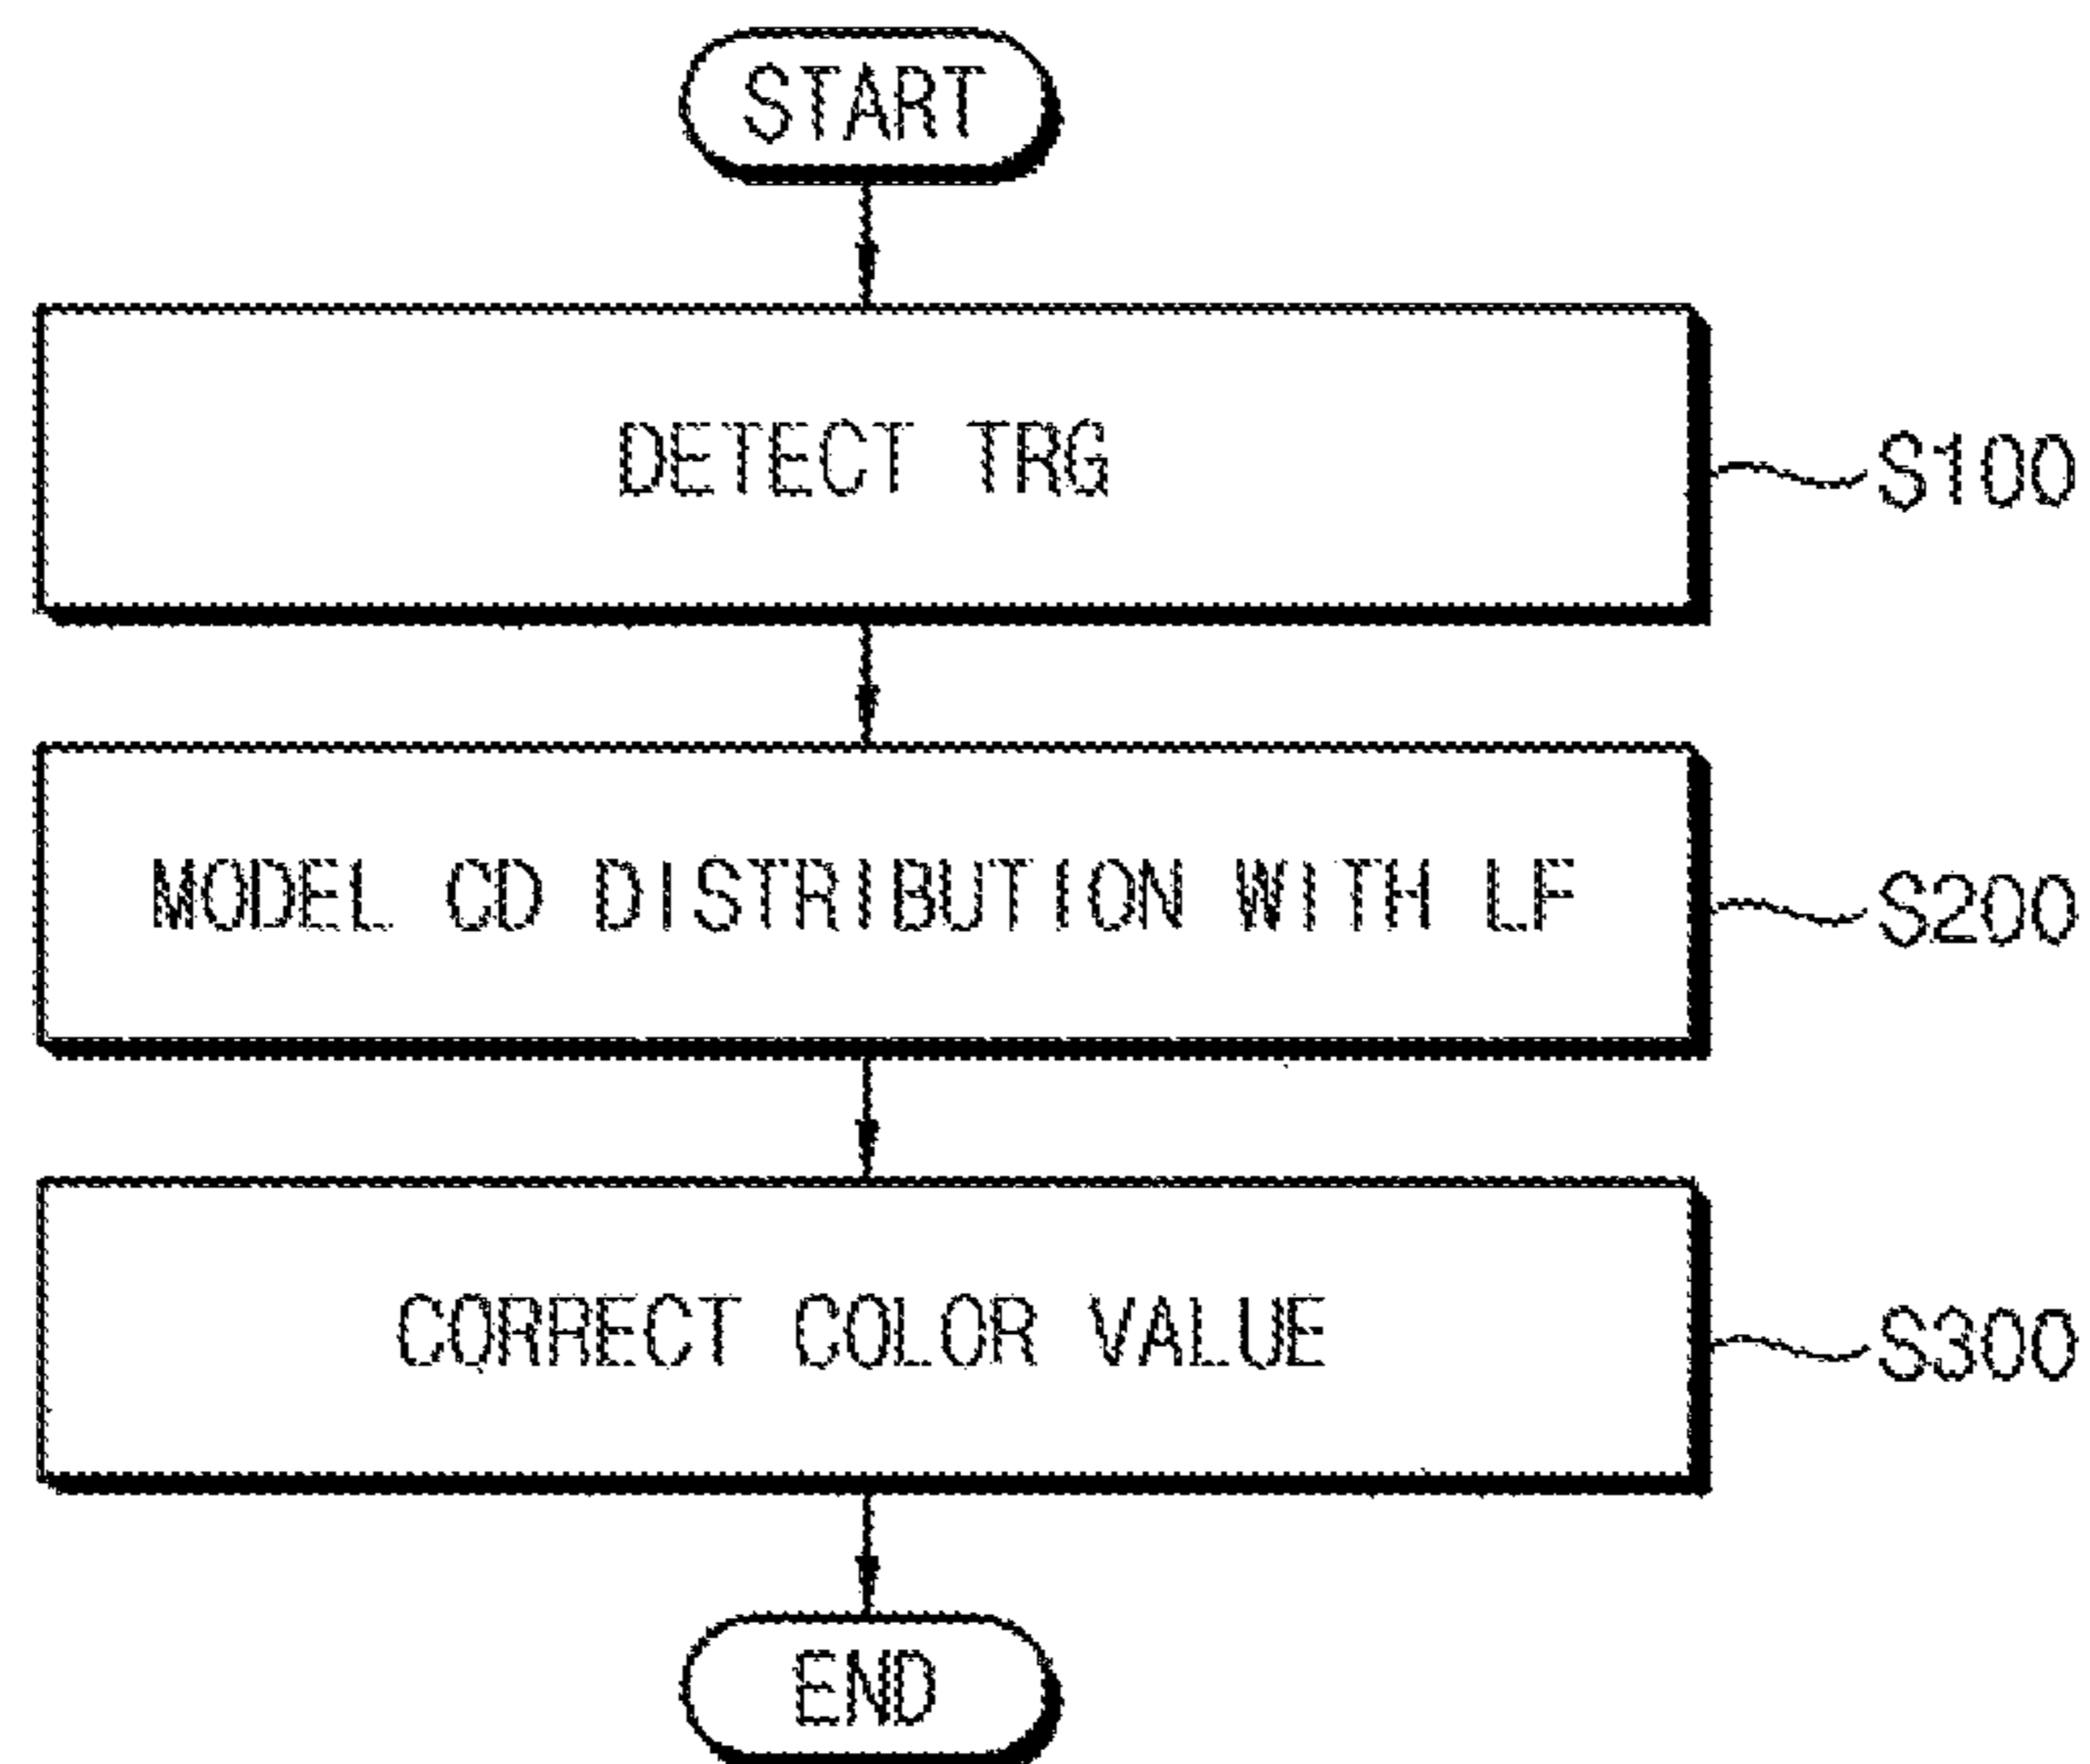 START
DETECT TRG
S100
MODEL CD DISTRIBUTION WITH LF
S200
CORRECT COLOR VALUE
S300
END